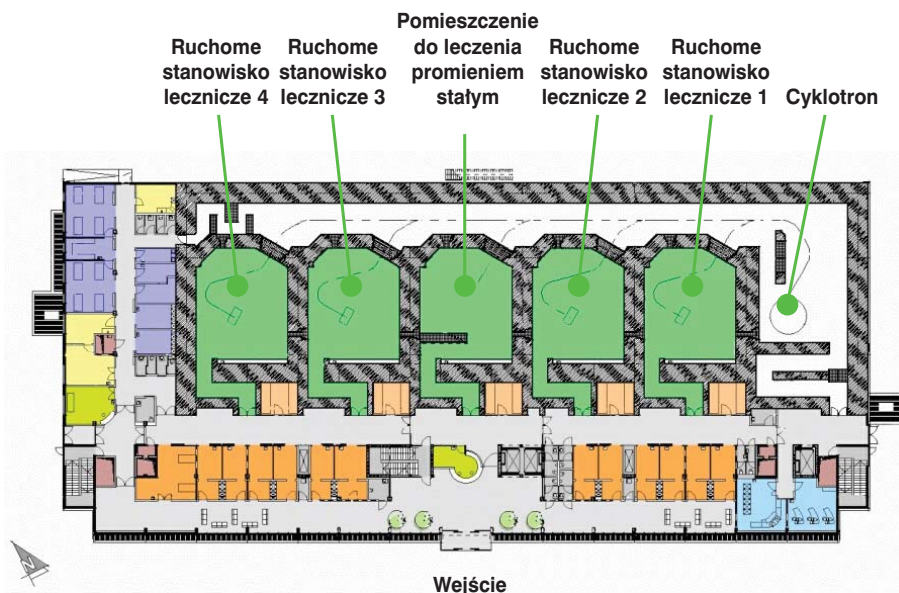 Ruchome
stanowisko
lecznicze 4
Ruchome
stanowisko
lecznicze 3
Pomieszczenie
do leczenia
promieniem
stałym
Ruchome
stanowisko
lecznicze 2
Ruchome
stanowisko
lecznicze 1
Cyklotron
N
Wejście